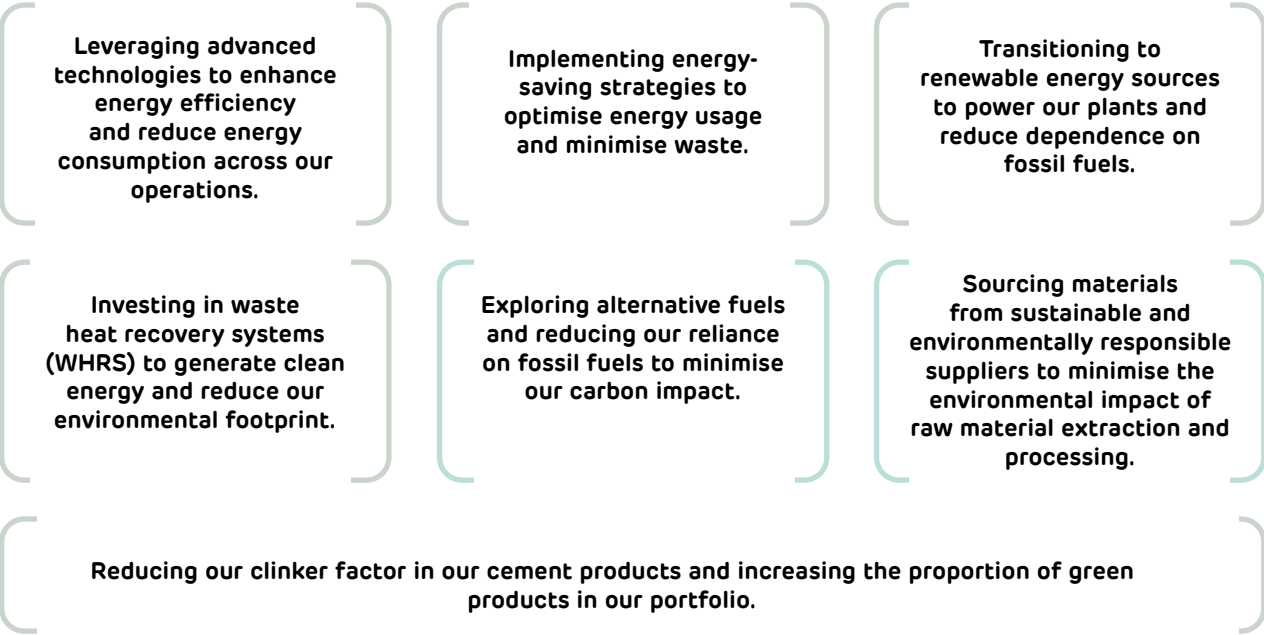 Leveraging advanced
technologies to enhance
energy efficiency
and reduce energy
consumption across our
operations.
Implementing energy-
saving strategies to
optimise energy usage
and minimise waste.
Transitioning to
renewable energy sources
to power our plants and
reduce dependence on
fossil fuels.
Investing in waste
heat recovery systems
(WHRS) to generate clean
energy and reduce our
environmental footprint.
Exploring alternative fuels
and reducing our reliance
on fossil fuels to minimise
our carbon impact.
Sourcing materials
from sustainable and
environmentally responsible
suppliers to minimise the
environmental impact of
raw material extraction and
processing.
Reducing our clinker factor in our cement products and increasing the proportion of green
products in our portfolio.